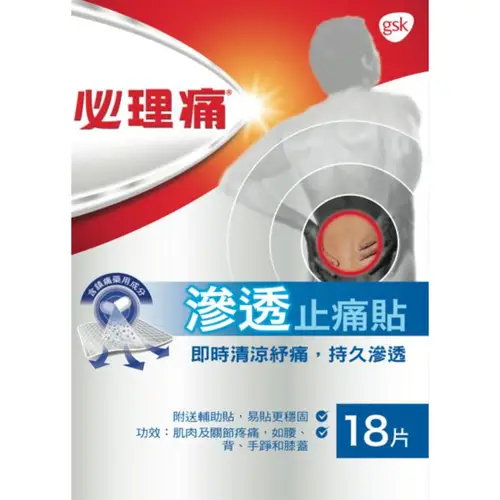 gsk
必理痛®
含鎮痛藥用成分
滲透止痛貼
即時清涼紓痛，持久滲透
附送輔助貼，易貼更穩固
功效：肌肉及關節疼痛，如腰、
背、手踭和膝蓋
18片